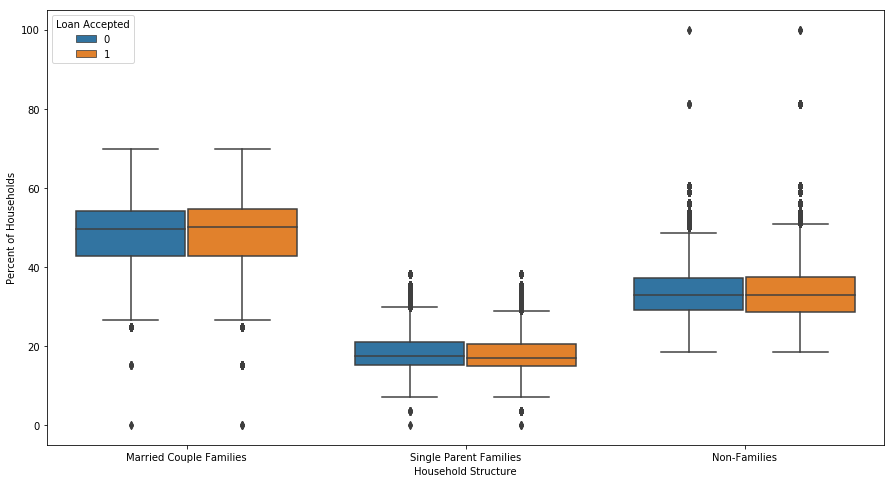 Loan Accepted
0
1
100
80
60
40
20
0
Percent of Households
Married Couple Families
Single Parent Families
Non-Families
Household Structure